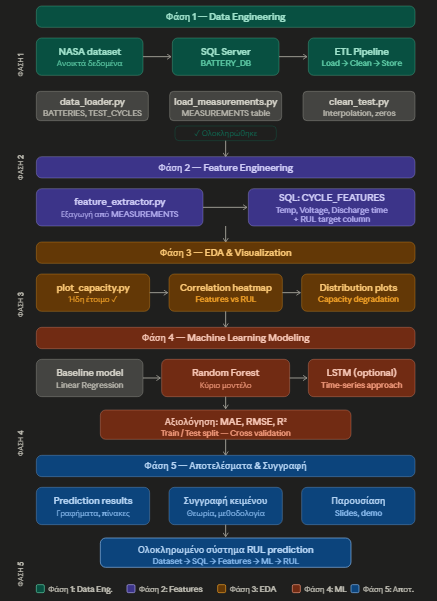 Φάση 1 — Data Engineering
ΦΑΣΗ 1
NASA dataset
Ανοικτά δεδομένα
SQL Server
BATTERY_DB
ETL Pipeline
Load → Clean → Store
data_loader.py
BATTERIES, TEST_CYCLES
load_measurements.py
MEASUREMENTS table
clean_test.py
Interpolation, zeros
✓ Ολοκληρώθηκε
Φάση 2 — Feature Engineering
ΦΑΣΗ 2
feature_extractor.py
Εξαγωγή από MEASUREMENTS
SQL: CYCLE_FEATURES
Temp, Voltage, Discharge time
+ RUL target column
Φάση 3 — EDA & Visualization
ΦΑΣΗ 3
plot_capacity.py
Ήδη έτοιμο ✓
Correlation heatmap
Features vs RUL
Distribution plots
Capacity degradation
Φάση 4 — Machine Learning Modeling
Baseline model
Linear Regression
Random Forest
Κύριο μοντέλο
LSTM (optional)
Time-series approach
Αξιολόγηση: MAE, RMSE, R²
Train / Test split — Cross validation
ΦΑΣΗ 4
Φάση 5 — Αποτελέσματα & Συγγραφή
Prediction results
Γραφήματα, πίνακες
Συγγραφή κειμένου
Θεωρία, μεθοδολογία
Παρουσίαση
Slides, demo
Ολοκληρωμένο σύστημα RUL prediction
Dataset → SQL → Features → ML → RUL
ΦΑΣΗ 5
Φάση 1: Data Eng.
Φάση 2: Features
Φάση 3: EDA
Φάση 4: ML
Φάση 5: Αποτ.